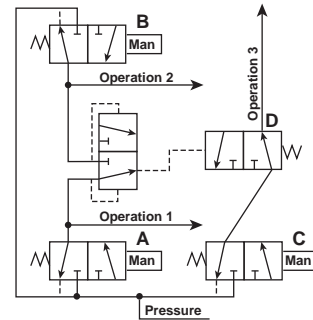 B
Man
Operation 2
Operation 3
D
Operation 1
A
Man
C
Man
Pressure